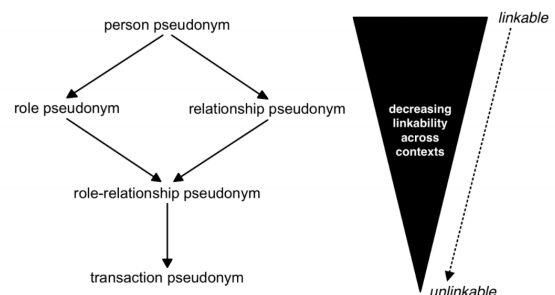 person pseudonym
linkable
role pseudonym
relationship pseudonym
decreasing
linkability
across
contexts
role-relationship pseudonym
transaction pseudonym
unlinkable